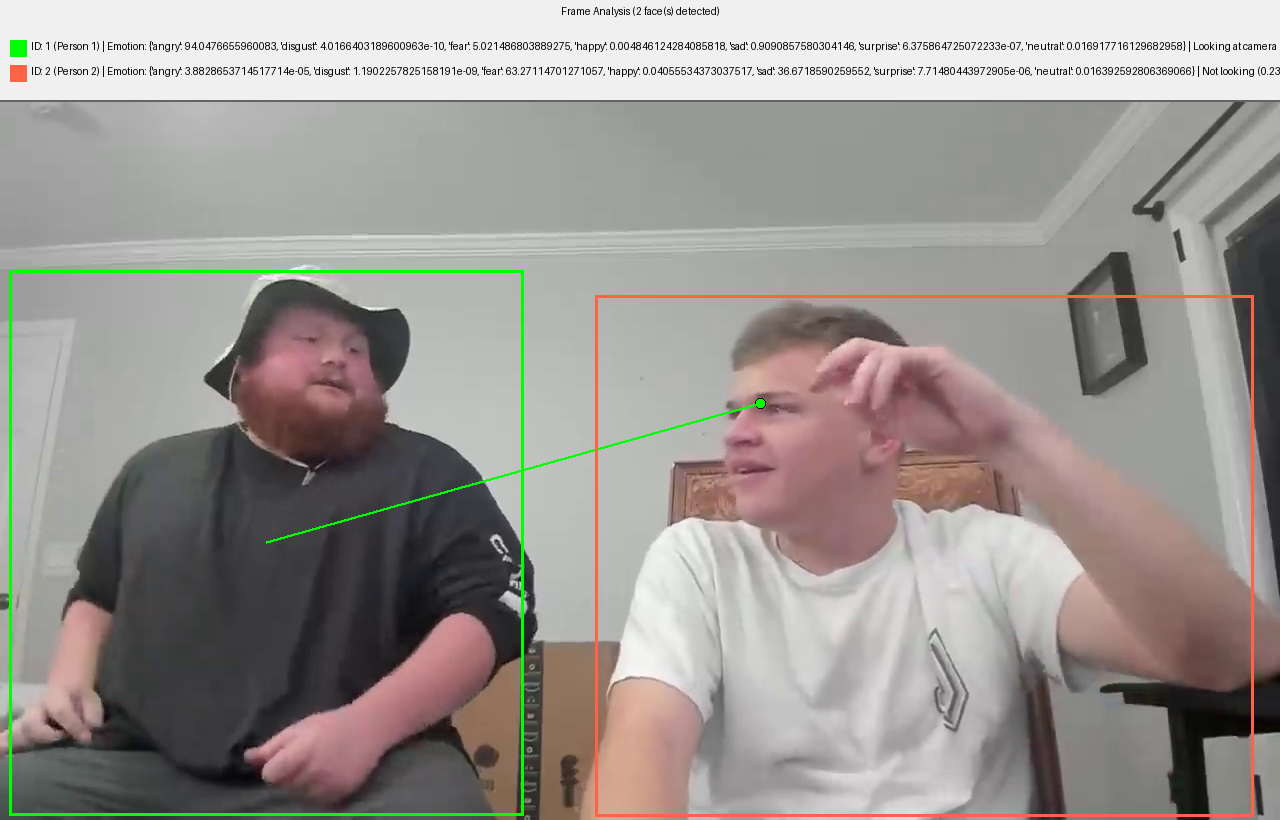 Frame Analysis (2 face(s) detected)
ID: 1 (Person 1) | Emotion: {'angry': 94.0476655960083, 'disgust': 4.0166403189600963e-10, 'fear': 5.021486803889275, 'happy': 0.004846124284085818, 'sad': 0.9090857580304146, 'surprise': 6.375864725072233e-07, 'neutral': 0.016917716129682958} | Looking at camera
ID: 2 (Person 2) | Emotion: {'angry': 3.8828653714517714e-05, 'disgust': 1.1902257825158191e-09, 'fear': 63.27114701271057, 'happy': 0.04055534373037517, 'sad': 36.6718590259552, 'surprise': 7.71480443972905e-06, 'neutral': 0.016392592806369066} | Not looking (0.23